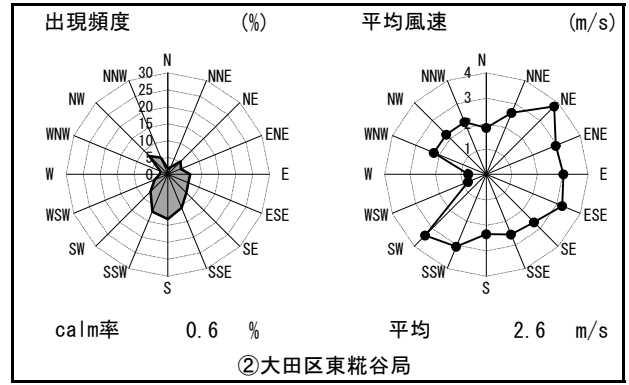 出現頻度 (%)
平均風速 (m/s)
N
NNE
NE
ENE
E
ESE
SE
SSE
S
SSW
SW
WSW
W
WNW
NW
NNW
30
25
20
15
10
5
0
N
NNE
NE
ENE
E
ESE
SE
SSE
S
SSW
SW
WSW
W
WNW
NW
NNW
4
3
1
calm率 0.6 %
平均 2.6 m/s
②大田区東糀谷局